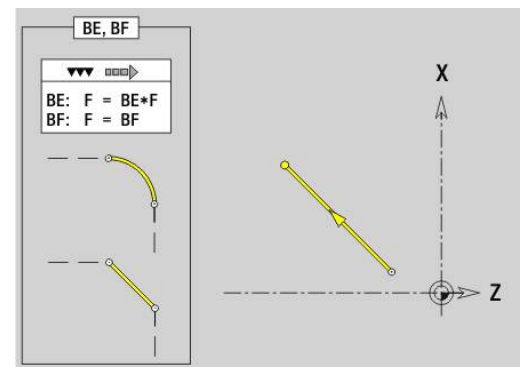 BE, BF
BE: F = BE*F
BF: F = BF
X
Z